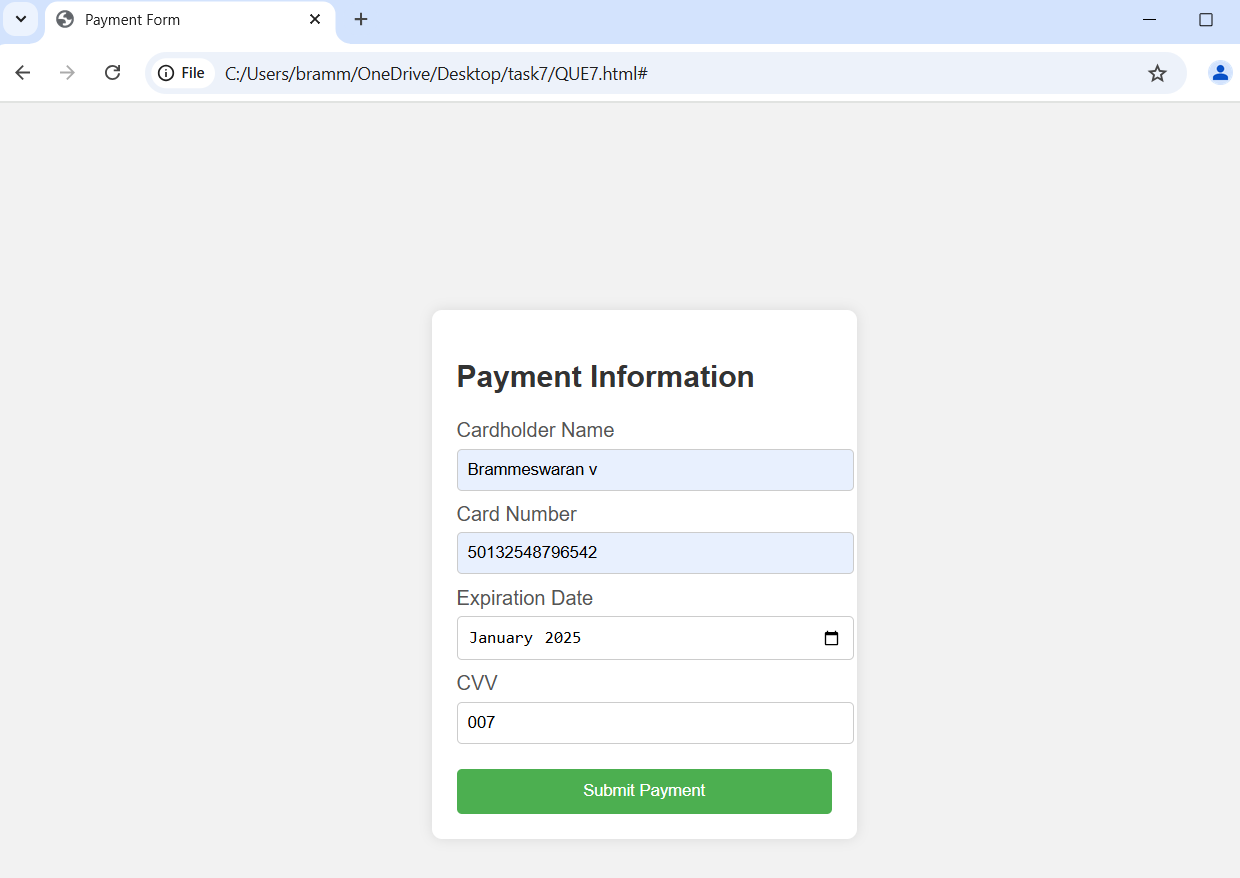 Payment Form
File C:/Users/bramm/OneDrive/Desktop/task7/QUE7.html#
Payment Information
Cardholder Name
Brammeswaran v
Card Number
50132548796542
Expiration Date
January 2025
CVV
007
Submit Payment